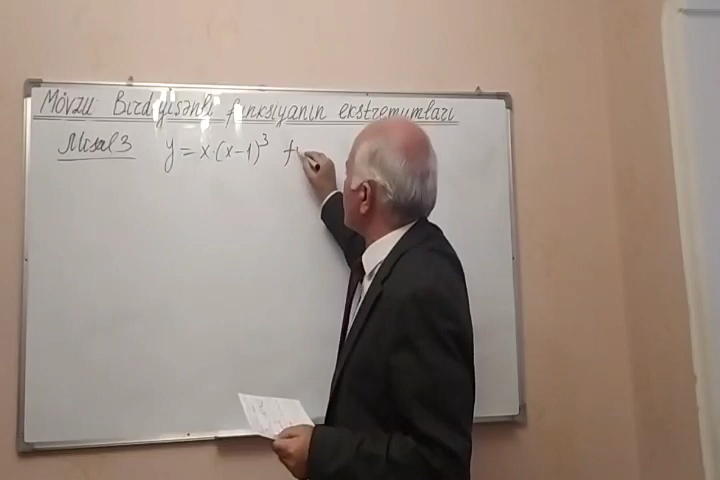 Mövzu: Birdəyişənli funksiyanın ekstremumları
Misal 3 y = x·(x-1)³ f